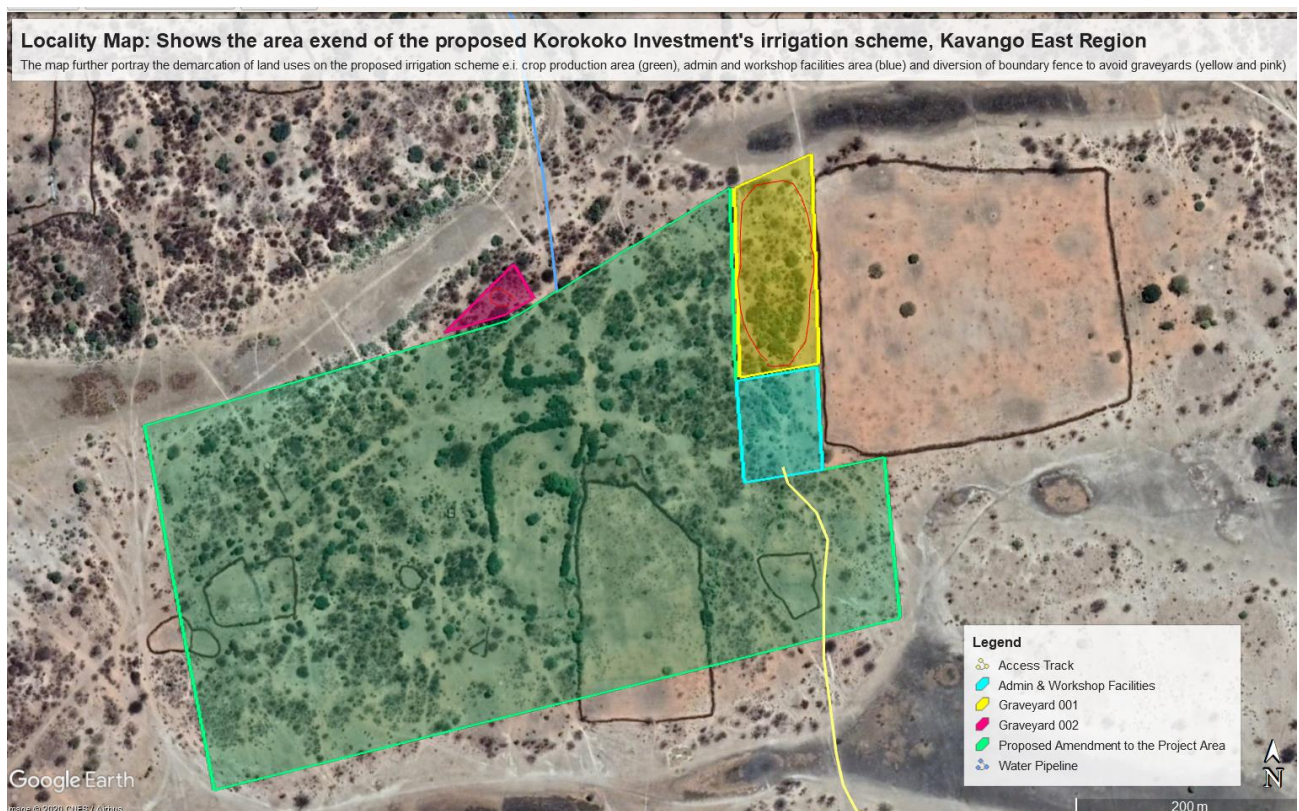 Locality Map: Shows the area exend of the proposed Korokoko Investment's irrigation scheme, Kavango East Region
The map further portray the demarcation of land uses on the proposed irrigation scheme e.i. crop production area (green), admin and workshop facilities area (blue) and diversion of boundary fence to avoid graveyards (yellow and pink)
Legend
Access Track
Admin & Workshop Facilities
Graveyard 001
Graveyard 002
Proposed Amendment to the Project Area
Water Pipeline
N
Google Earth
200 m